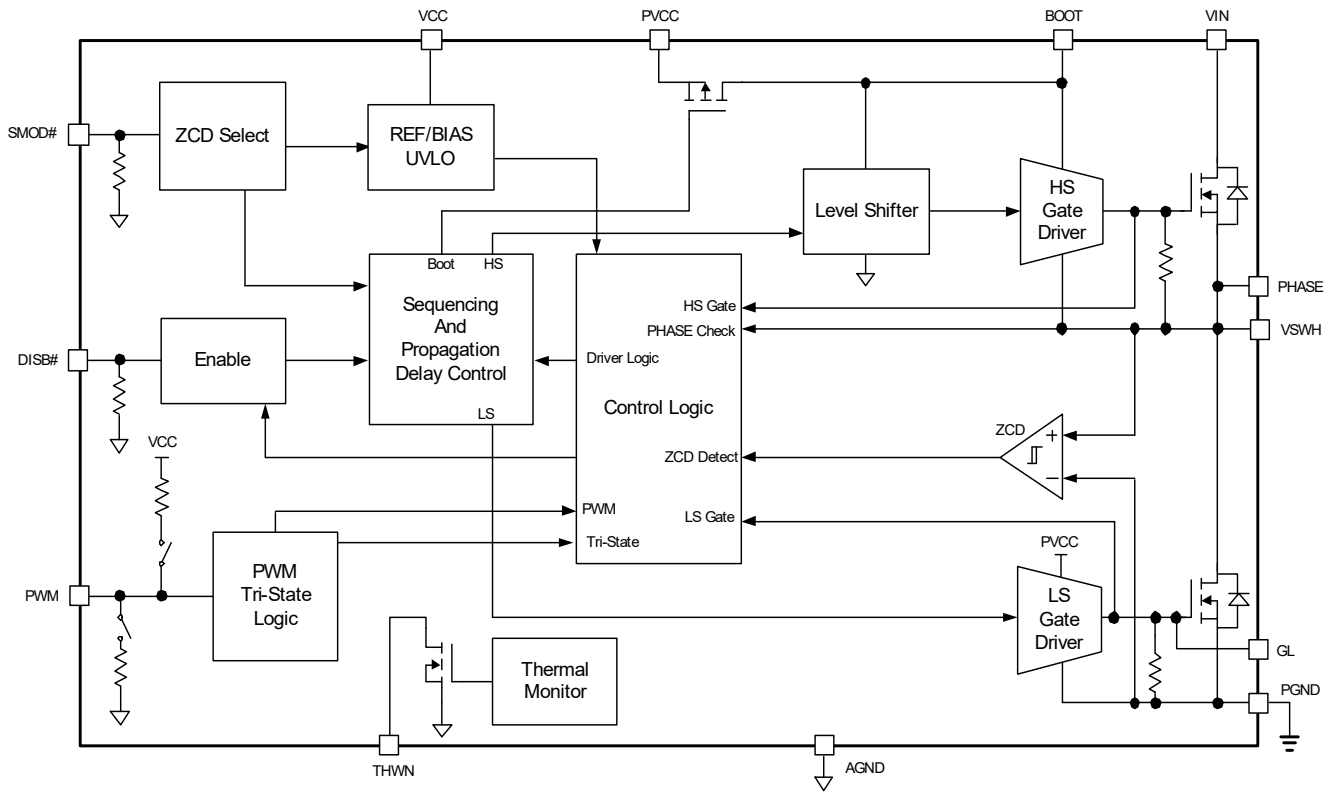 VCC
PVCC
BOOT
VIN
SMOD#
ZCD Select
REF/BIAS
UVLO
Level Shifter
HS
Gate
Driver
Boot
HS
Sequencing
And
Propagation
Delay Control
LS
HS Gate
PHASE Check
Driver Logic
Control Logic
ZCD Detect
LS Gate
PWM
Tri-State
PHASE
VSWH
DISB#
Enable
ZCD
+
−
VCC
PWM
PWM
Tri-State
Logic
PVCC
LS
Gate
Driver
GL
PGND
Thermal
Monitor
THWN
AGND